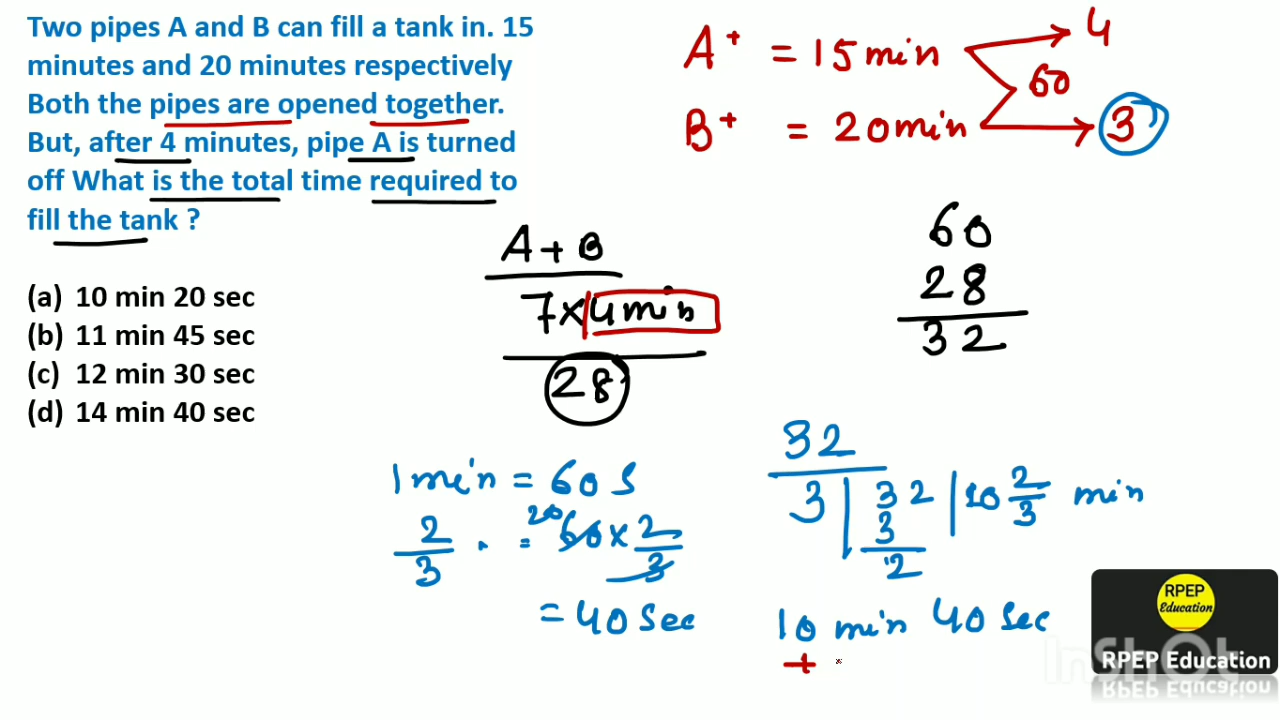 Two pipes A and B can fill a tank in. 15
minutes and 20 minutes respectively
Both the pipes are opened together.
But, after 4 minutes, pipe A is turned
off What is the total time required to
fill the tank ?
(a) 10 min 20 sec
(b) 11 min 45 sec
(c) 12 min 30 sec
(d) 14 min 40 sec
A+ = 15 min
4
60
B+ = 20 min
3
A + B
7 x 4 min
28
60
28
32
1 min = 60 S
2/3 . = 60 x 2/3
20
= 40 Sec
32
3 | 32 | 10 2/3 min
3
2
10 min 40 Sec
+
RPEP
Education
InShOt
RPEP Education